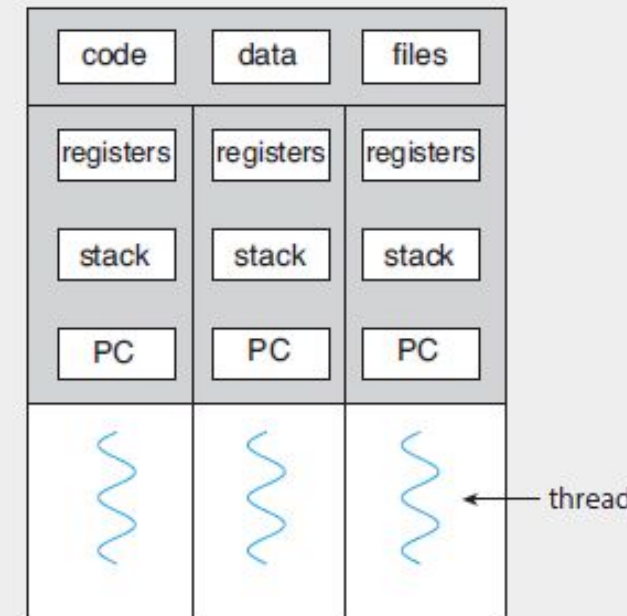 code data files
registers registers registers
stack stack stack
PC PC PC
thread